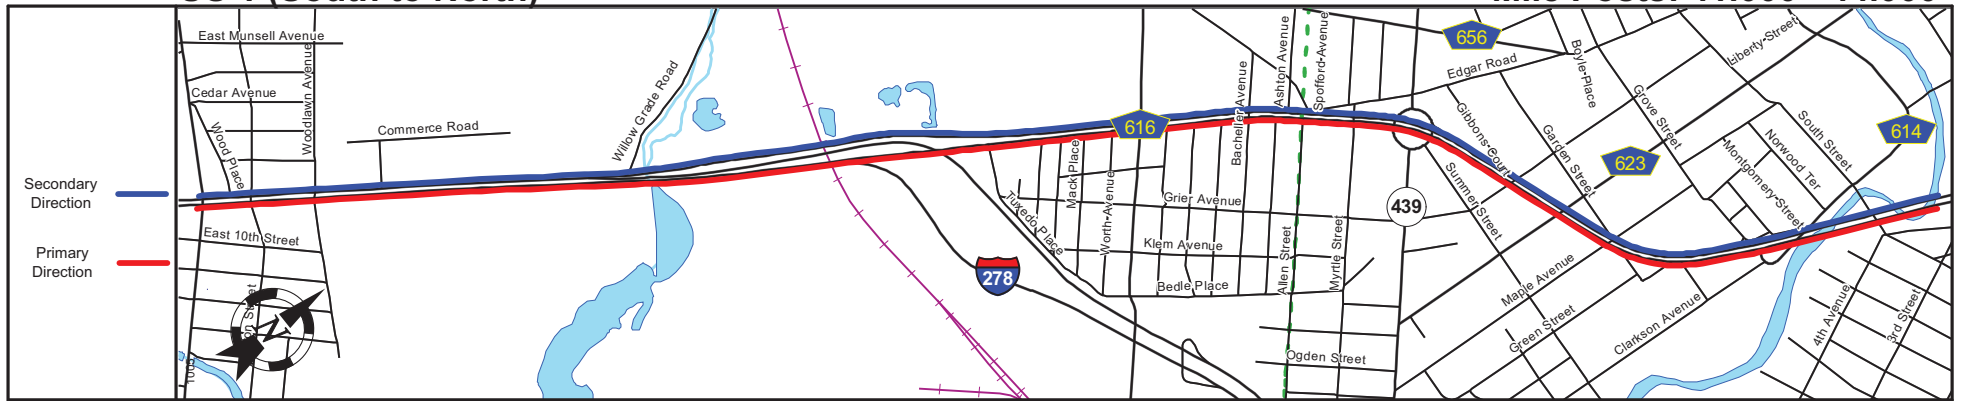 East Munsell Avenue
Cedar Avenue
Woodlawn Avenue
Wood Place
Commerce Road
Willow Grade Road
616
Bacheller Avenue
Ashton Avenue
Spofford Avenue
656
Edgar Road
Boyle Place
Liberty Street
Grove Street
South Street
614
Gibbons Court
Garden Street
623
Norwood Ter
Montgomery Street
Secondary
Direction
Primary
Direction
East 10th Street
N
Tuxedo Place
Mack Place
Worth Avenue
Grier Avenue
Klem Avenue
Bedle Place
278
Allen Street
Myrtle Street
439
Summer Street
Maple Avenue
Green Street
Clarkson Avenue
4th Avenue
3rd Street
Ogden Street